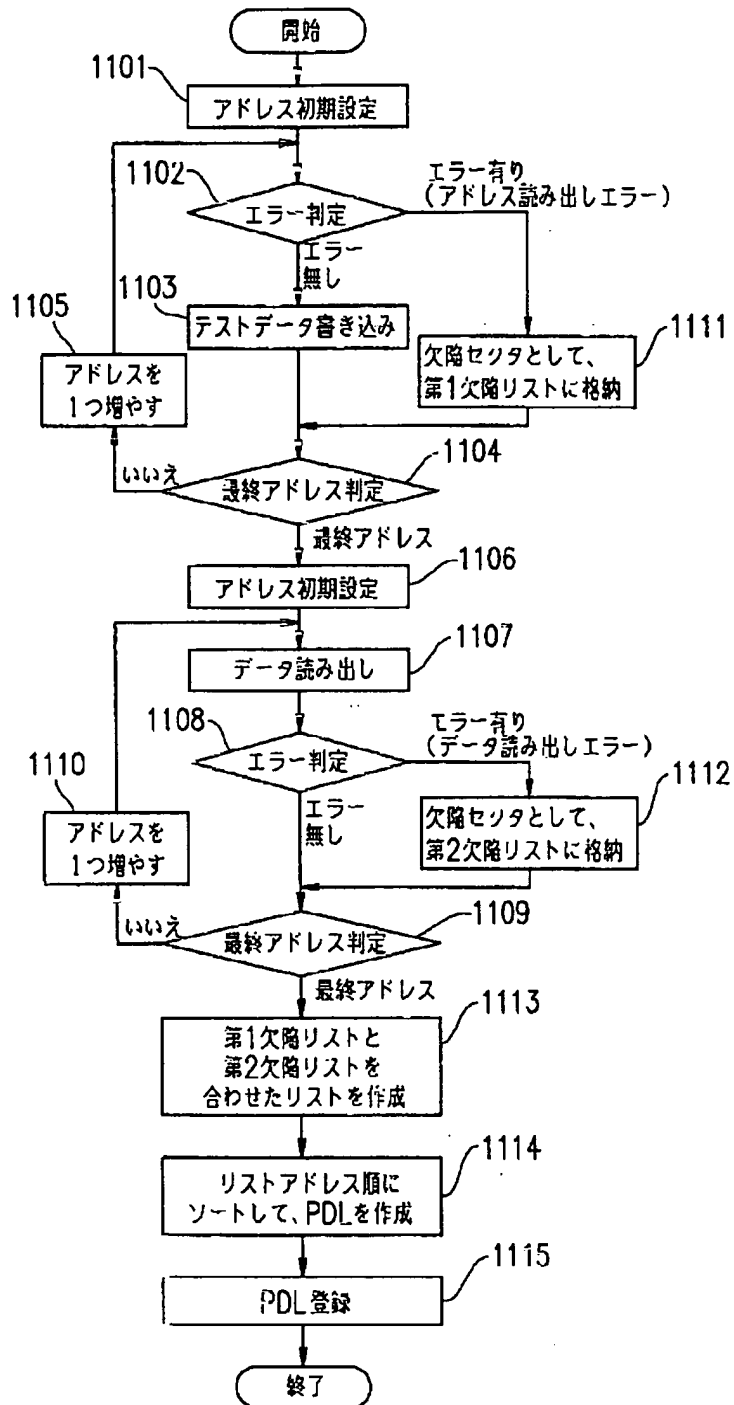 開始
1101
アドレス初期設定
1102
エラー判定
エラー有り
(アドレス読み出しエラー)
エラー
無し
1103
テストデータ書き込み
1105
アドレスを
1つ増やす
1111
欠陥セクタとして、
第1欠陥リストに格納
1104
いいえ
最終アドレス判定
最終アドレス
1106
アドレス初期設定
1107
データ読み出し
1108
エラー判定
エラー有り
(データ読み出しエラー)
エラー
無し
1110
アドレスを
1つ増やす
1112
欠陥セクタとして、
第2欠陥リストに格納
1109
いいえ
最終アドレス判定
最終アドレス
1113
第1欠陥リストと
第2欠陥リストを
合わせたリストを作成
1114
リストアドレス順に
ソートして、PDLを作成
1115
PDL登録
終了